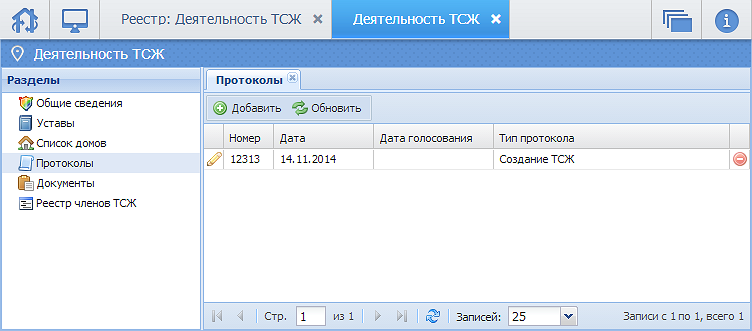 Реестр: Деятельность ТСЖ Деятельность ТСЖ
Деятельность ТСЖ
Разделы
Общие сведения
Уставы
Список домов
Протоколы
Документы
Реестр членов ТСЖ
Протоколы
Добавить Обновить
Номер Дата Дата голосования Тип протокола
12313 14.11.2014 Создание ТСЖ
Стр. 1 из 1 Записей: 25 Записи с 1 по 1, всего 1